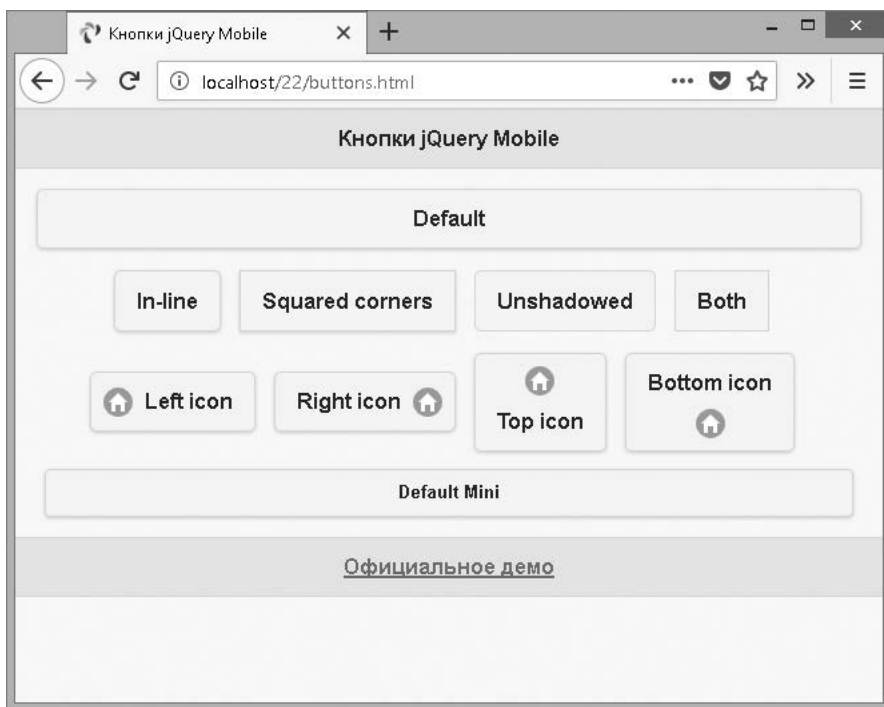 Кнопки jQuery Mobile
localhost/22/buttons.html
Кнопки jQuery Mobile
Default
In-line Squared corners Unshadowed Both
Left icon Right icon Top icon Bottom icon
Default Mini
Официальное демо